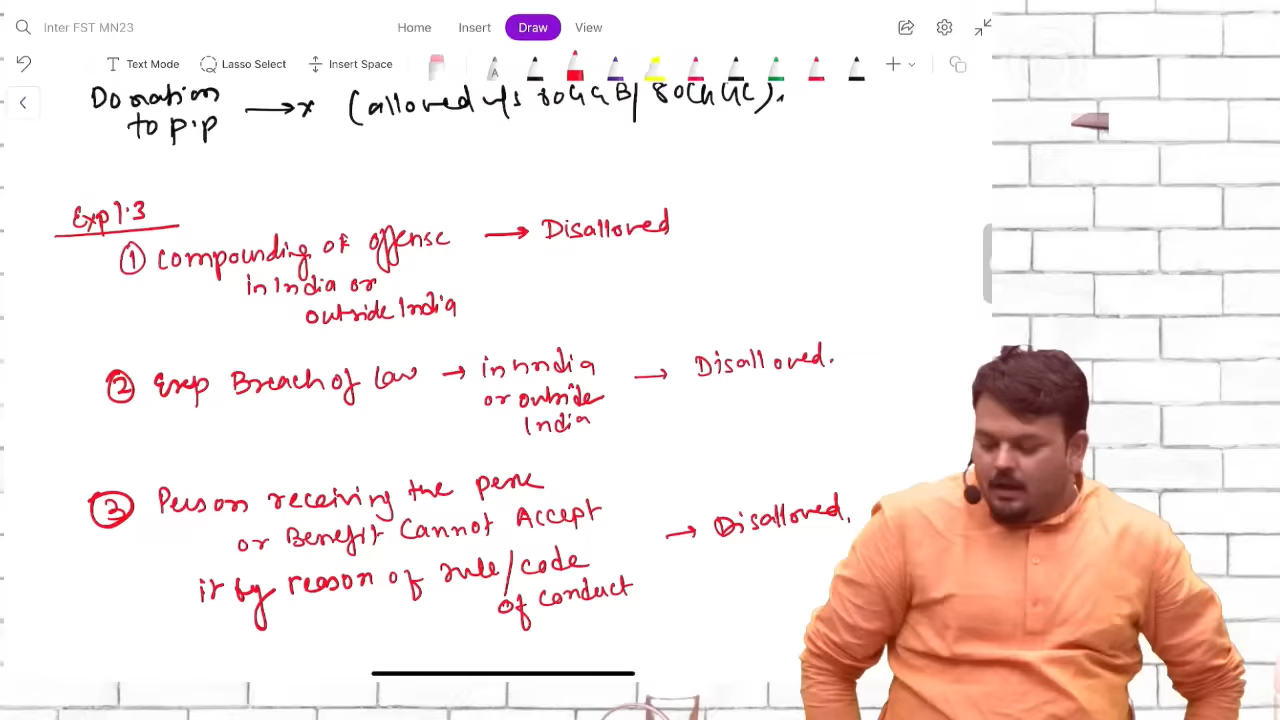 Inter FST MN23
Home Insert Draw View
Text Mode Lasso Select Insert Space
Donation → x (allowed u/s 80GGB/ 80GGC).
to P.P
Expl.3
① Compounding of offense → Disallowed
in India or
outside India
② Exep Breach of Law → in India → Disallowed.
or outside
India
③ Person receiving the perk
or Benefit Cannot Accept → Disallowed.
it by reason of rule/code
of conduct